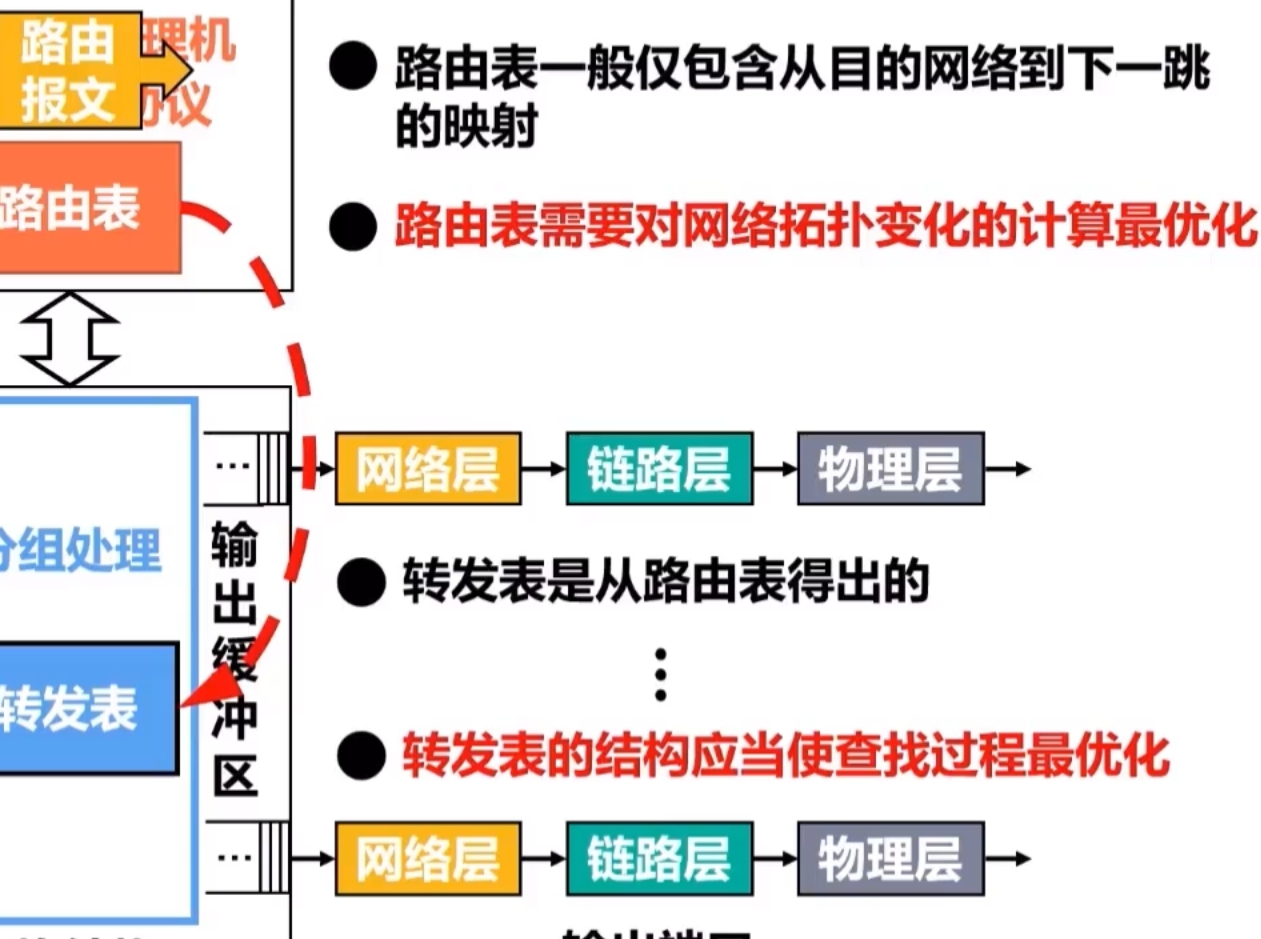 路由
报文
理机
协议
路由表一般仅包含从目的网络到下一跳
的映射
路由表
路由表需要对网络拓扑变化的计算最优化
… 网络层 链路层 物理层
分组处理
输出缓冲区
转发表是从路由表得出的
转发表
转发表的结构应当使查找过程最优化
… 网络层 链路层 物理层
输出端口